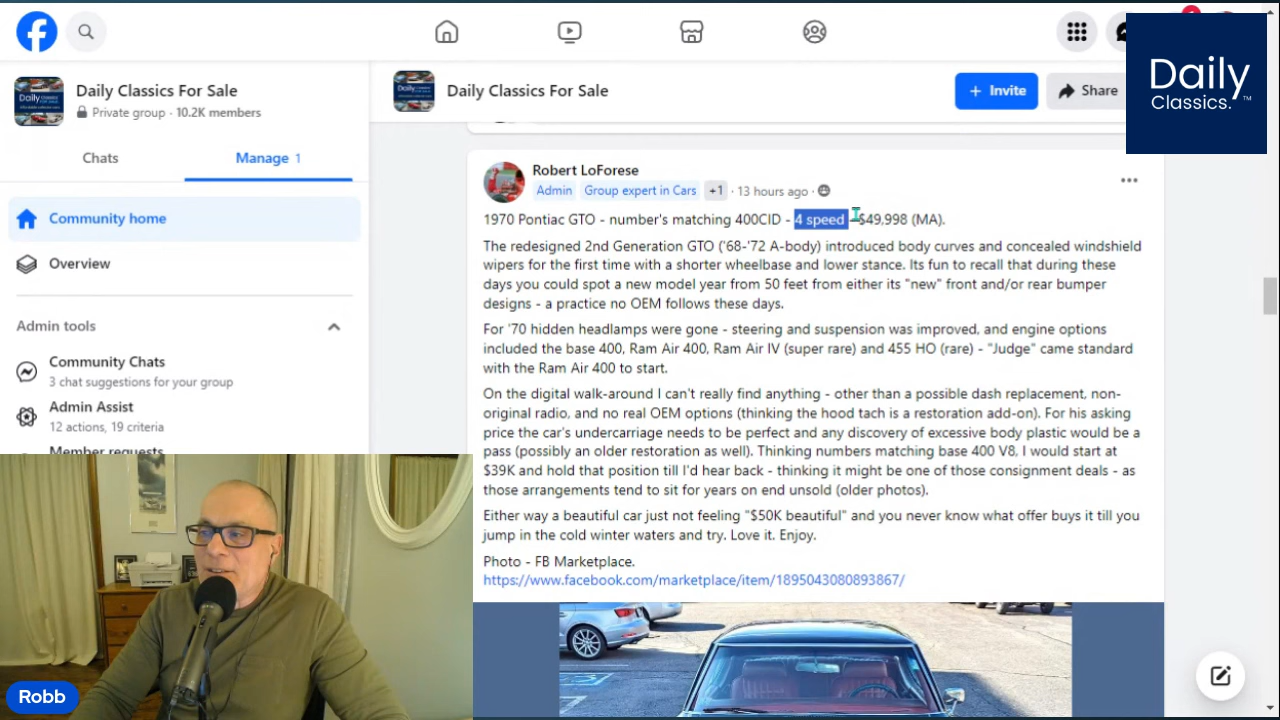 Daily Classics For Sale
Private group · 10.2K members
Chats
Manage 1
Community home
Overview
Admin tools
Community Chats
3 chat suggestions for your group
Admin Assist
12 actions, 19 criteria
Member requests
Daily Classics For Sale
+ Invite
Share
Daily
Classics.™
Robert LoForese
Admin Group expert in Cars +1 · 13 hours ago ·
1970 Pontiac GTO - number's matching 400CID - 4 speed - $49,998 (MA).
The redesigned 2nd Generation GTO ('68-'72 A-body) introduced body curves and concealed windshield
wipers for the first time with a shorter wheelbase and lower stance. Its fun to recall that during these
days you could spot a new model year from 50 feet from either its "new" front and/or rear bumper
designs - a practice no OEM follows these days.
For '70 hidden headlamps were gone - steering and suspension was improved, and engine options
included the base 400, Ram Air 400, Ram Air IV (super rare) and 455 HO (rare) - "Judge" came standard
with the Ram Air 400 to start.
On the digital walk-around I can't really find anything - other than a possible dash replacement, non-
original radio, and no real OEM options (thinking the hood tach is a restoration add-on). For his asking
price the car's undercarriage needs to be perfect and any discovery of excessive body plastic would be a
pass (possibly an older restoration as well). Thinking numbers matching base 400 V8, I would start at
$39K and hold that position till I'd hear back - thinking it might be one of those consignment deals - as
those arrangements tend to sit for years on end unsold (older photos).
Either way a beautiful car just not feeling "$50K beautiful" and you never know what offer buys it till you
jump in the cold winter waters and try. Love it. Enjoy.
Photo - FB Marketplace.
https://www.facebook.com/marketplace/item/1895043080893867/
Robb